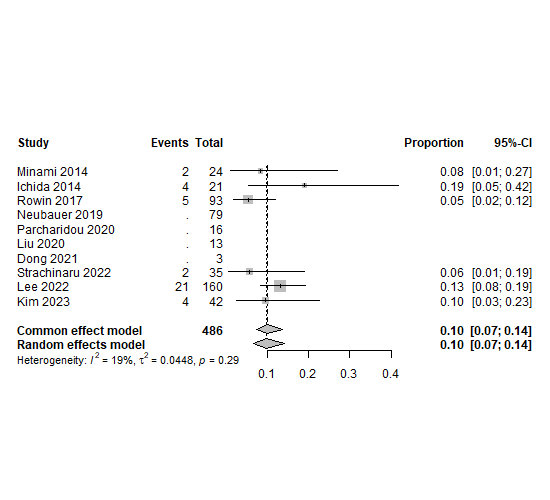 Study Events Total Proportion 95%-CI
Minami 2014 2 24 0.08 [0.01; 0.27]
Ichida 2014 4 21 0.19 [0.05; 0.42]
Rowin 2017 5 93 0.05 [0.02; 0.12]
Neubauer 2019 . 79
Parcharidou 2020 . 16
Liu 2020 . 13
Dong 2021 . 3
Strachinaru 2022 2 35 0.06 [0.01; 0.19]
Lee 2022 21 160 0.13 [0.08; 0.19]
Kim 2023 4 42 0.10 [0.03; 0.23]
Common effect model 486 0.10 [0.07; 0.14]
Random effects model 0.10 [0.07; 0.14]
Heterogeneity: I² = 19%, τ² = 0.0448, p = 0.29
0.1 0.2 0.3 0.4